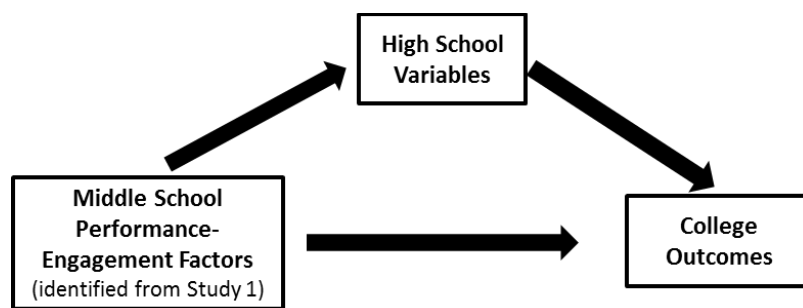 High School
Variables
Middle School
Performance-
Engagement Factors
(identified from Study 1)
College
Outcomes